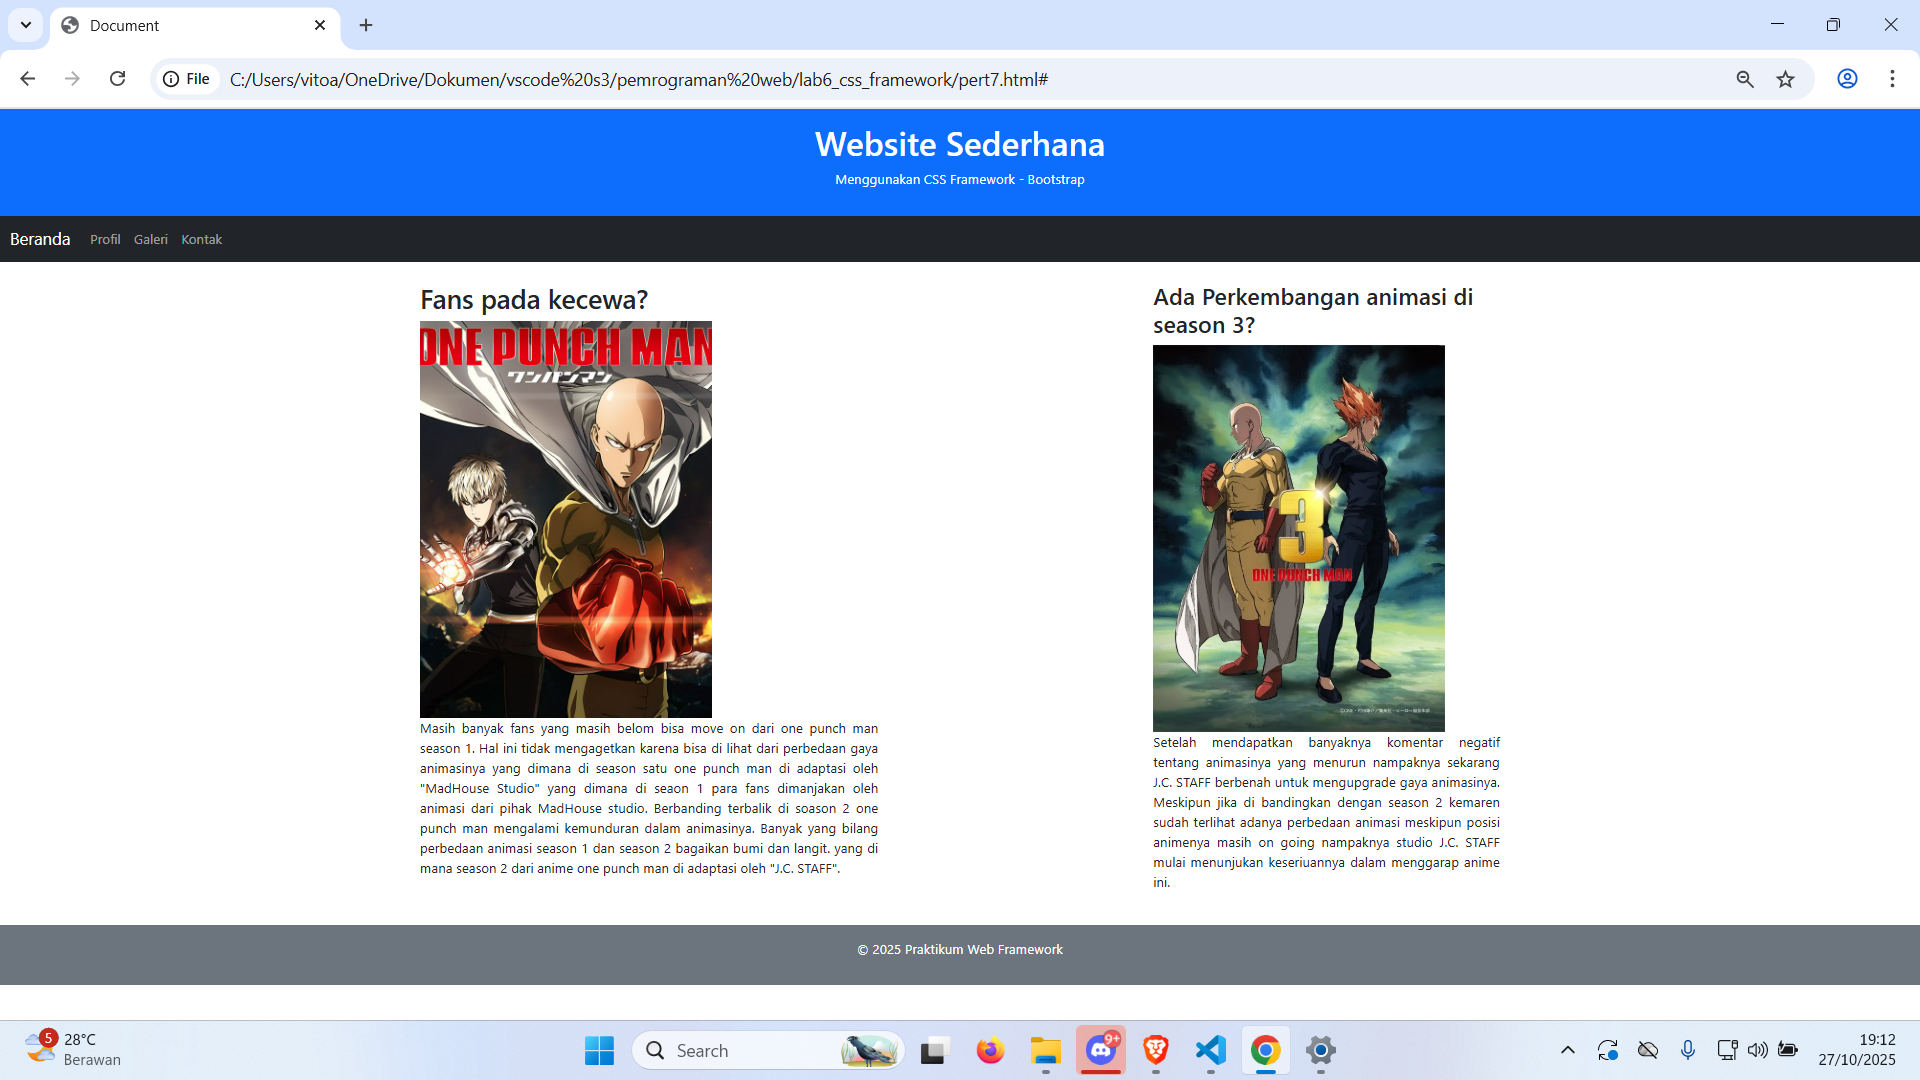 Document
File
C:/Users/vitoa/OneDrive/Dokumen/vscode%20s3/pemrograman%20web/lab6_css_framework/pert7.html#
Website Sederhana
Menggunakan CSS Framework - Bootstrap
Beranda Profil Galeri Kontak
Fans pada kecewa?
ONE PUNCH MAN
ワンパンマン
Masih banyak fans yang masih belom bisa move on dari one punch man
season 1. Hal ini tidak mengagetkan karena bisa di lihat dari perbedaan gaya
animasinya yang dimana di season satu one punch man di adaptasi oleh
"MadHouse Studio" yang dimana di seaon 1 para fans dimanjakan oleh
animasi dari pihak MadHouse studio. Berbanding terbalik di soason 2 one
punch man mengalami kemunduran dalam animasinya. Banyak yang bilang
perbedaan animasi season 1 dan season 2 bagaikan bumi dan langit. yang di
mana season 2 dari anime one punch man di adaptasi oleh "J.C. STAFF".
Ada Perkembangan animasi di
season 3?
3
ONE PUNCH MAN
Setelah mendapatkan banyaknya komentar negatif
tentang animasinya yang menurun nampaknya sekarang
J.C. STAFF berbenah untuk mengupgrade gaya animasinya.
Meskipun jika di bandingkan dengan season 2 kemaren
sudah terlihat adanya perbedaan animasi meskipun posisi
animenya masih on going nampaknya studio J.C. STAFF
mulai menunjukan keseriuannya dalam menggarap anime
ini.
© 2025 Praktikum Web Framework
5
28°C
Berawan
Search
9+
19:12
27/10/2025